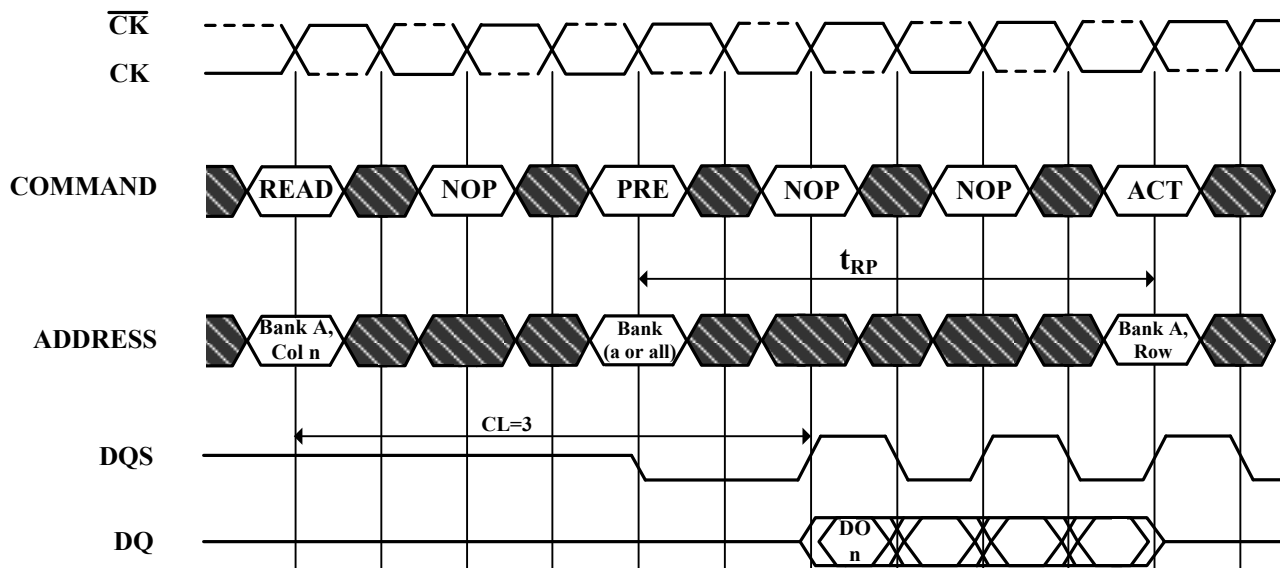 CK
CK
COMMAND
READ
NOP
PRE
NOP
NOP
ACT
tRP
ADDRESS
Bank A,
Col n
Bank
(a or all)
Bank A,
Row
CL=3
DQS
DQ
DO
n